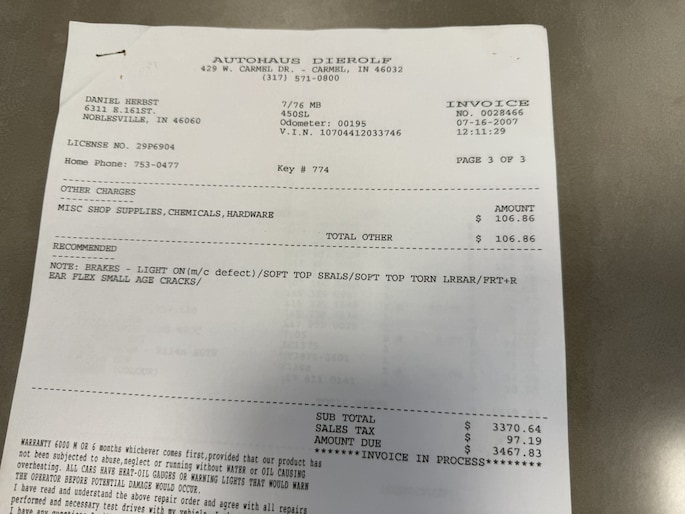 AUTOHAUS DIEROLF
429 W. CARMEL DR. - CARMEL, IN 46032
(317) 571-0800
DANIEL HERBST
6311 E.161ST.
NOBLESVILLE, IN 46060
7/76 MB
450SL
Odometer: 00195
V.I.N. 10704412033746
INVOICE
NO. 0028466
07-16-2007
12:11:29
LICENSE NO. 29P6904
Home Phone: 753-0477
Key # 774
PAGE 3 OF 3
OTHER CHARGES
AMOUNT
MISC SHOP SUPPLIES,CHEMICALS,HARDWARE $ 106.86
TOTAL OTHER $ 106.86
RECOMMENDED
NOTE: BRAKES - LIGHT ON(m/c defect)/SOFT TOP SEALS/SOFT TOP TORN LREAR/FRT+R
EAR FLEX SMALL AGE CRACKS/
SUB TOTAL $ 3370.64
SALES TAX $ 97.19
AMOUNT DUE $ 3467.83
*******INVOICE IN PROCESS********
WARRANTY 6000 M OR 6 months whichever comes first,provided that our product has
not been subjected to abuse,neglect or running without WATER or OIL CAUSING
overheating. ALL CARS HAVE HEAT-OIL GAUGES OR WARNING LIGHTS THAT WOULD WARN
THE OPERATOR BEFORE POTENTIAL DAMAGE WOULD OCCUR.
I have read and understand the above repair order and agree with all repairs
performed and necessary test drives with my vehicle.
I have any